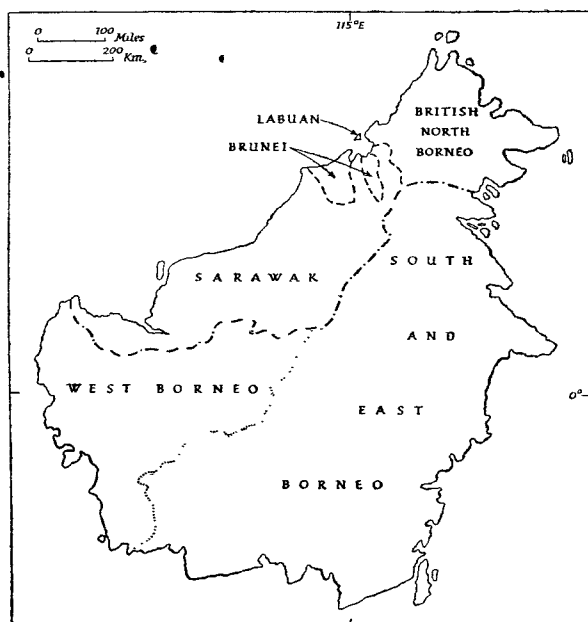 115°E
0 100 Miles
0 200 Km.
LABUAN
BRUNEI
BRITISH
NORTH
BORNEO
SARAWAK
SOUTH
AND
WEST BORNEO
0°
EAST
BORNEO